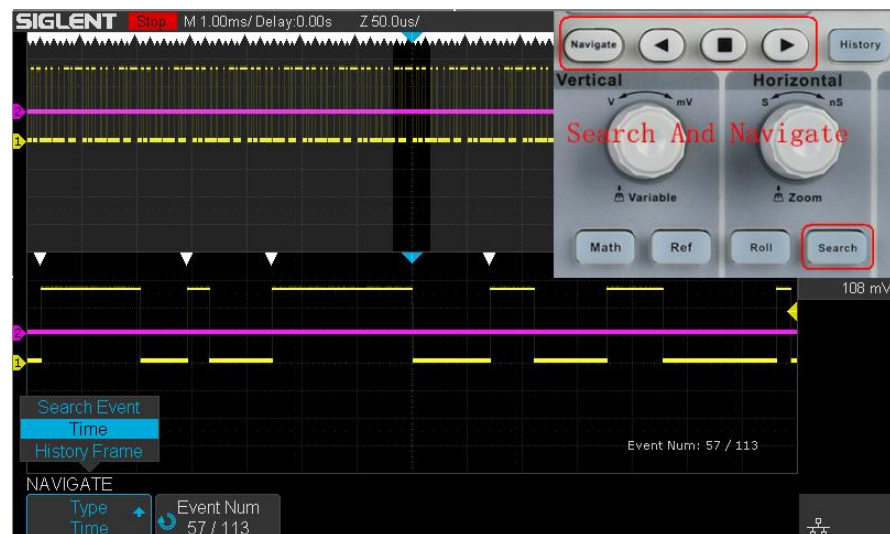 SIGLENT Stop M 1.00ms/ Delay:0.00s Z 50.0us/
Navigate History
Vertical Horizontal
V mV S nS
Search And Navigate
Variable Zoom
Math Ref Roll Search
108 mV
2
1
2
1
Search Event
Time
History Frame
Event Num: 57 / 113
NAVIGATE
Type Event Num
Time 57 / 113